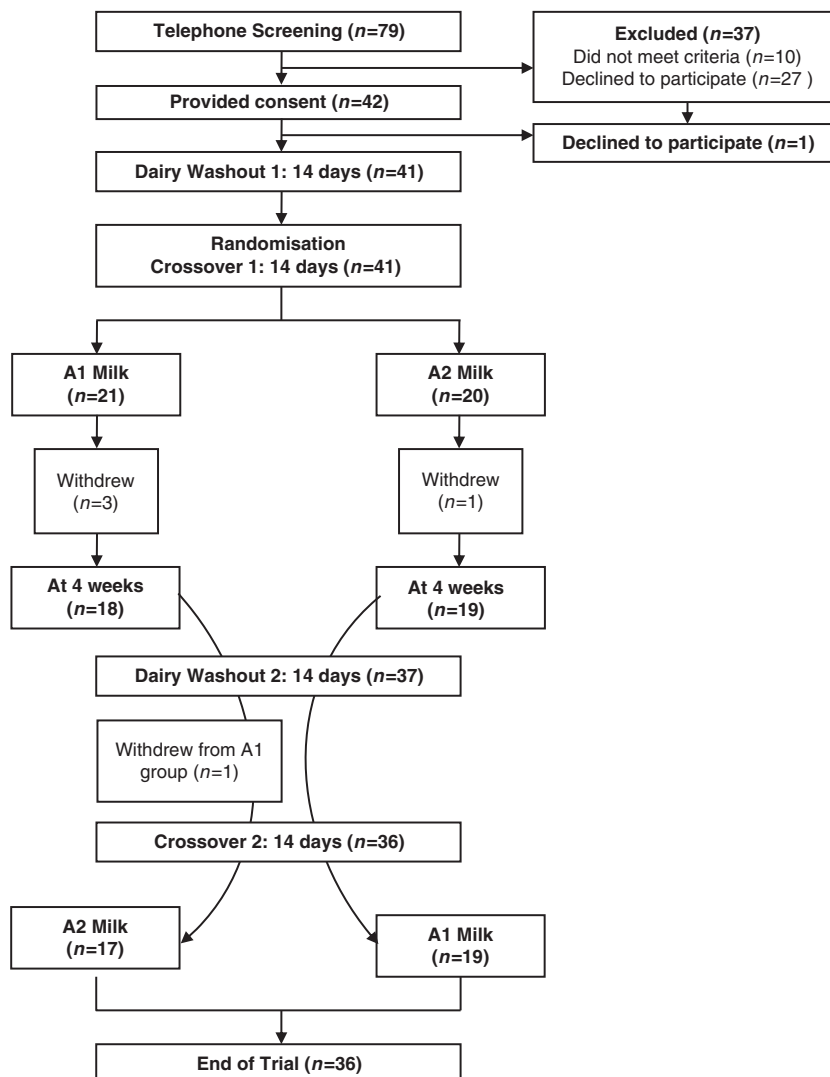 Telephone Screening (n=79)
Excluded (n=37)
Did not meet criteria (n=10)
Declined to participate (n=27 )
Provided consent (n=42)
Declined to participate (n=1)
Dairy Washout 1: 14 days (n=41)
Randomisation
Crossover 1: 14 days (n=41)
A1 Milk
(n=21)
A2 Milk
(n=20)
Withdrew
(n=3)
Withdrew
(n=1)
At 4 weeks
(n=18)
At 4 weeks
(n=19)
Dairy Washout 2: 14 days (n=37)
Withdrew from A1
group (n=1)
Crossover 2: 14 days (n=36)
A2 Milk
(n=17)
A1 Milk
(n=19)
End of Trial (n=36)